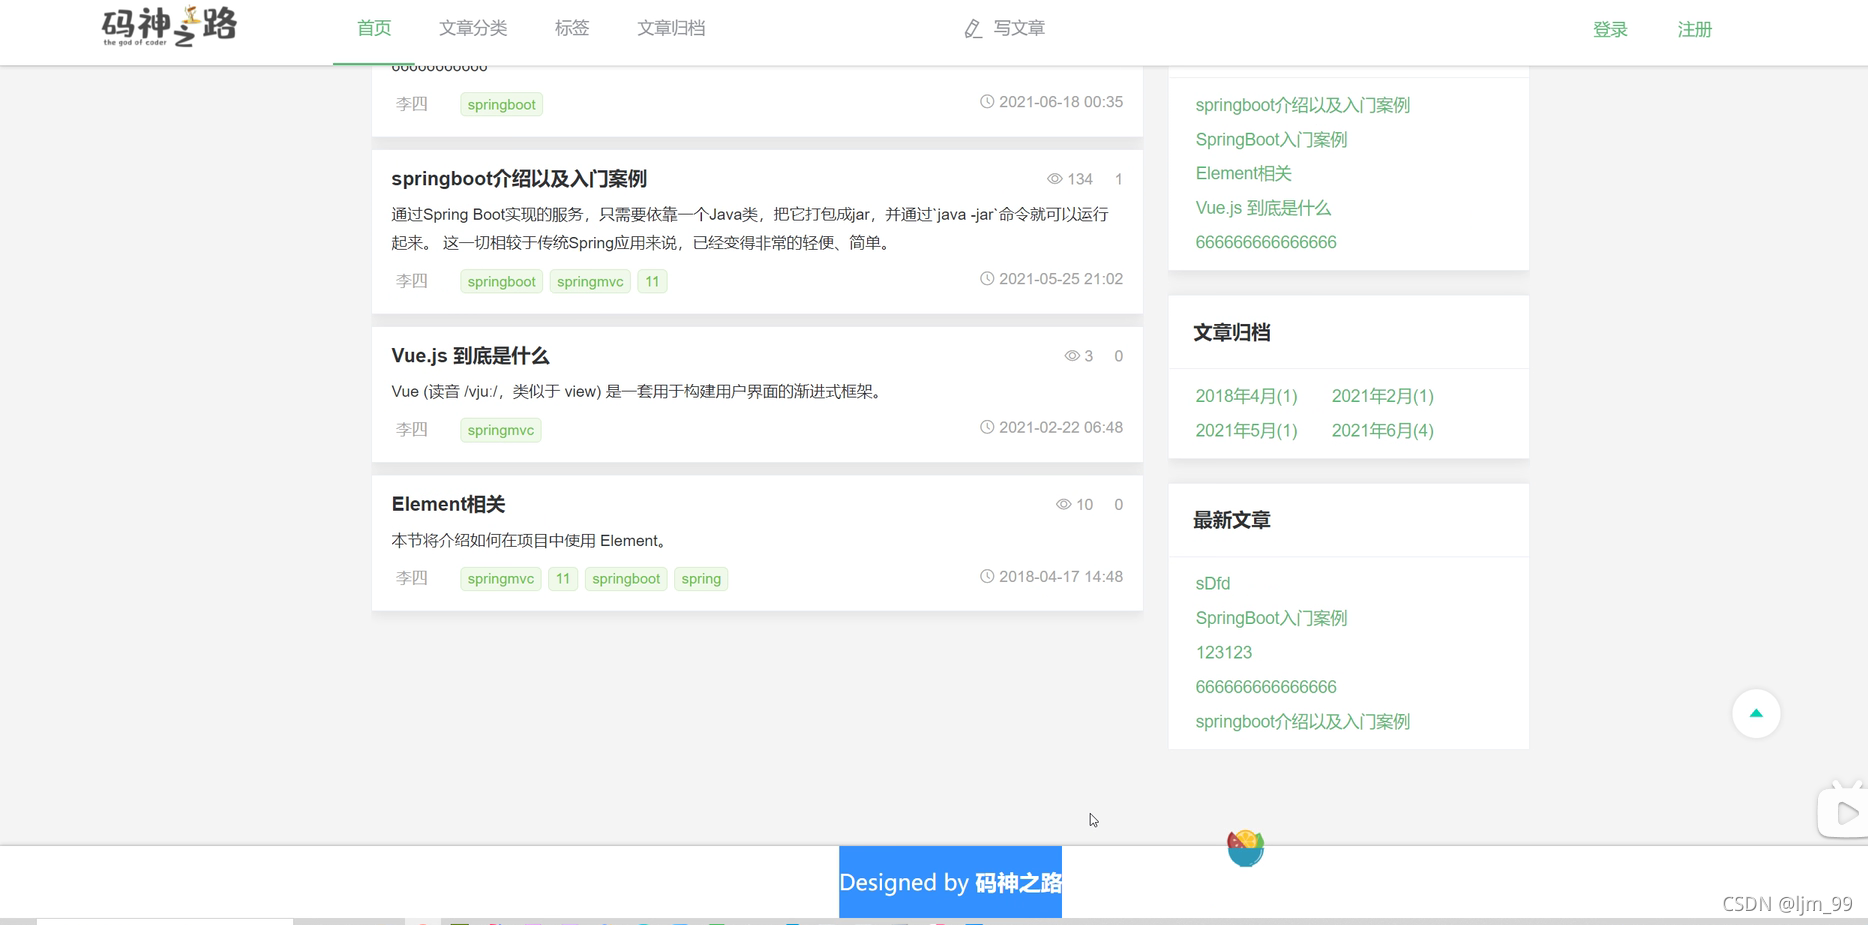 码神之路
the god of coder
首页 文章分类 标签 文章归档 写文章 登录 注册
李四 springboot 2021-06-18 00:35
springboot介绍以及入门案例 134 1
通过Spring Boot实现的服务，只需要依靠一个Java类，把它打包成jar，并通过`java -jar`命令就可以运行
起来。 这一切相较于传统Spring应用来说，已经变得非常的轻便、简单。
李四 springboot springmvc 11 2021-05-25 21:02
Vue.js 到底是什么 3 0
Vue (读音 /vjuː/，类似于 view) 是一套用于构建用户界面的渐进式框架。
李四 springmvc 2021-02-22 06:48
Element相关 10 0
本节将介绍如何在项目中使用 Element。
李四 springmvc 11 springboot spring 2018-04-17 14:48
springboot介绍以及入门案例
SpringBoot入门案例
Element相关
Vue.js 到底是什么
666666666666666
文章归档
2018年4月(1) 2021年2月(1)
2021年5月(1) 2021年6月(4)
最新文章
sDfd
SpringBoot入门案例
123123
666666666666666
springboot介绍以及入门案例
Designed by 码神之路
CSDN @ljm_99